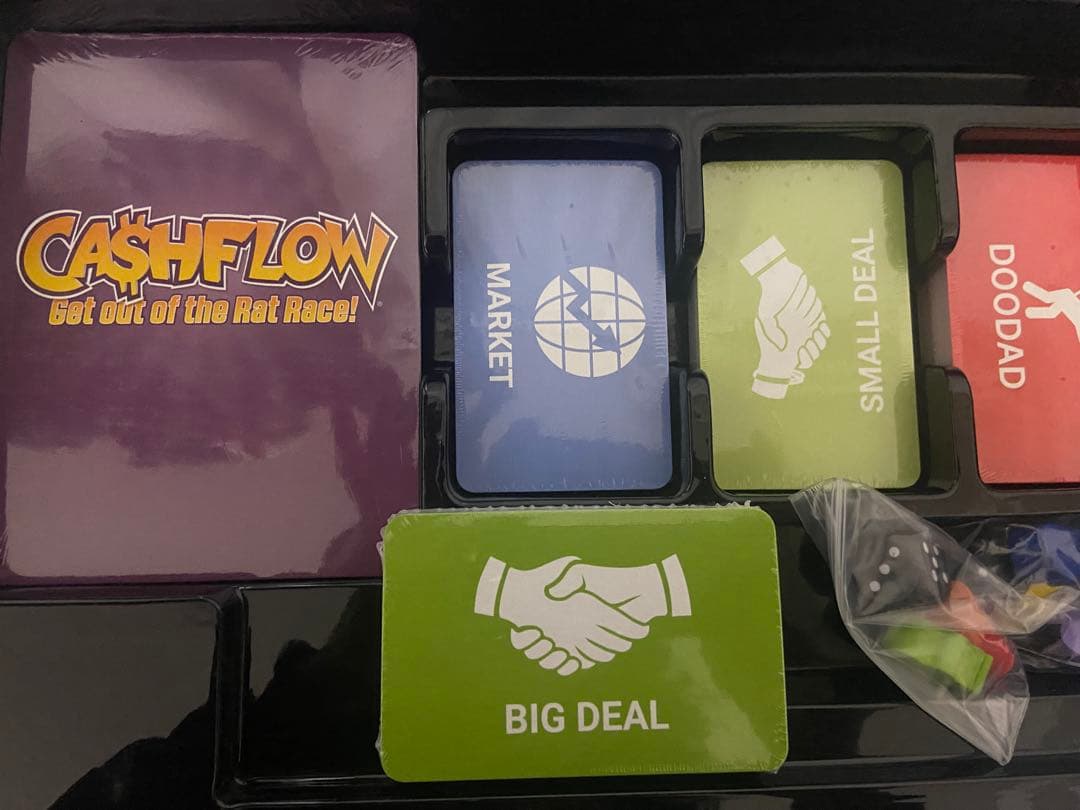 CA$HFLOW
Get out of the Rat Race!
MARKET
SMALL DEAL
DOODAD
BIG DEAL